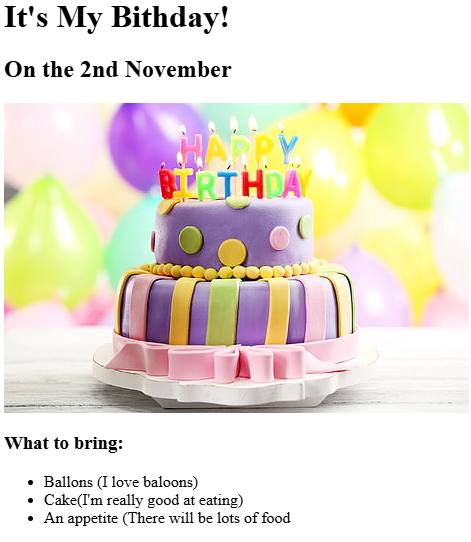 It's My Bithday!
On the 2nd November
HAPPY
BIRTHDAY
What to bring:
Ballons (I love baloons)
Cake(I'm really good at eating)
An appetite (There will be lots of food